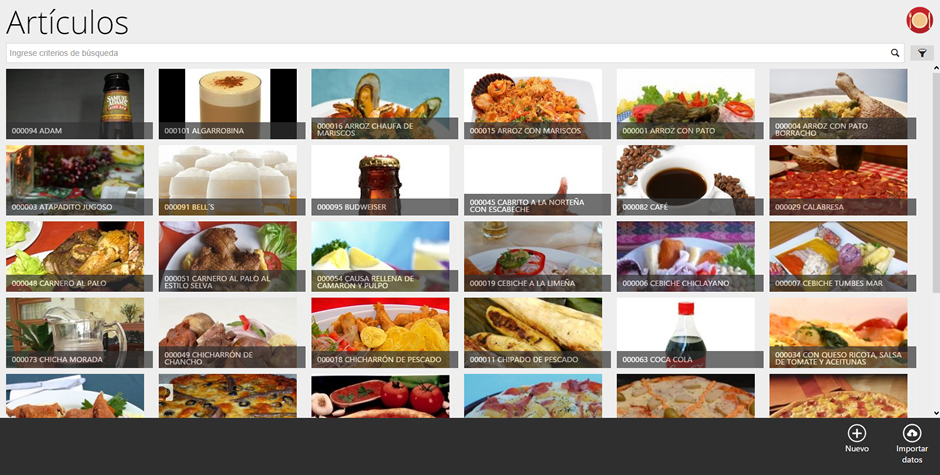 Artículos
Ingrese criterios de búsqueda
SAMUEL
ADAMS
000094 ADAM
000101 ALGARROBINA
000016 ARROZ CHAUFA DE
MARISCOS
000015 ARROZ CON MARISCOS
000001 ARROZ CON PATO
000004 ARROZ CON PATO
BORRACHO
000003 ATAPADITO JUGOSO
000091 BELL´S
000095 BUDWEISER
000045 CABRITO A LA NORTEÑA
CON ESCABECHE
000082 CAFÉ
000029 CALABRESA
000048 CARNERO AL PALO
000051 CARNERO AL PALO AL
ESTILO SELVA
000054 CAUSA RELLENA DE
CAMARÓN Y PULPO
000019 CEBICHE A LA LIMEÑA
000006 CEBICHE CHICLAYANO
000007 CEBICHE TUMBES MAR
000073 CHICHA MORADA
000049 CHICHARRÓN DE
CHANCHO
000018 CHICHARRÓN DE PESCADO
000011 CHIPADO DE PESCADO
000063 COCA COLA
000034 CON QUESO RICOTA, SALSA
DE TOMATE Y ACEITUNAS
Nuevo
Importar
datos